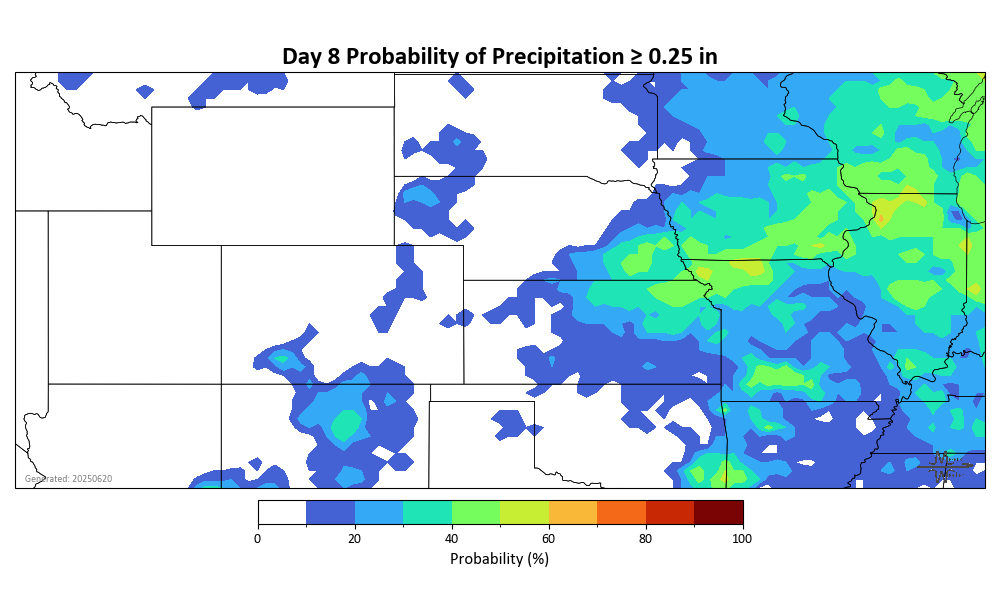 Day 8 Probability of Precipitation ≥ 0.25 in
Generated: 20250620
0 20 40 60 80 100
Probability (%)